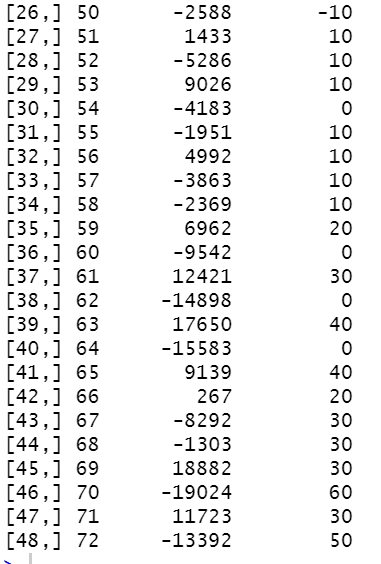 [26,] 50 -2588 -10
[27,] 51 1433 10
[28,] 52 -5286 10
[29,] 53 9026 10
[30,] 54 -4183 0
[31,] 55 -1951 10
[32,] 56 4992 10
[33,] 57 -3863 10
[34,] 58 -2369 10
[35,] 59 6962 20
[36,] 60 -9542 0
[37,] 61 12421 30
[38,] 62 -14898 0
[39,] 63 17650 40
[40,] 64 -15583 0
[41,] 65 9139 40
[42,] 66 267 20
[43,] 67 -8292 30
[44,] 68 -1303 30
[45,] 69 18882 30
[46,] 70 -19024 60
[47,] 71 11723 30
[48,] 72 -13392 50
>